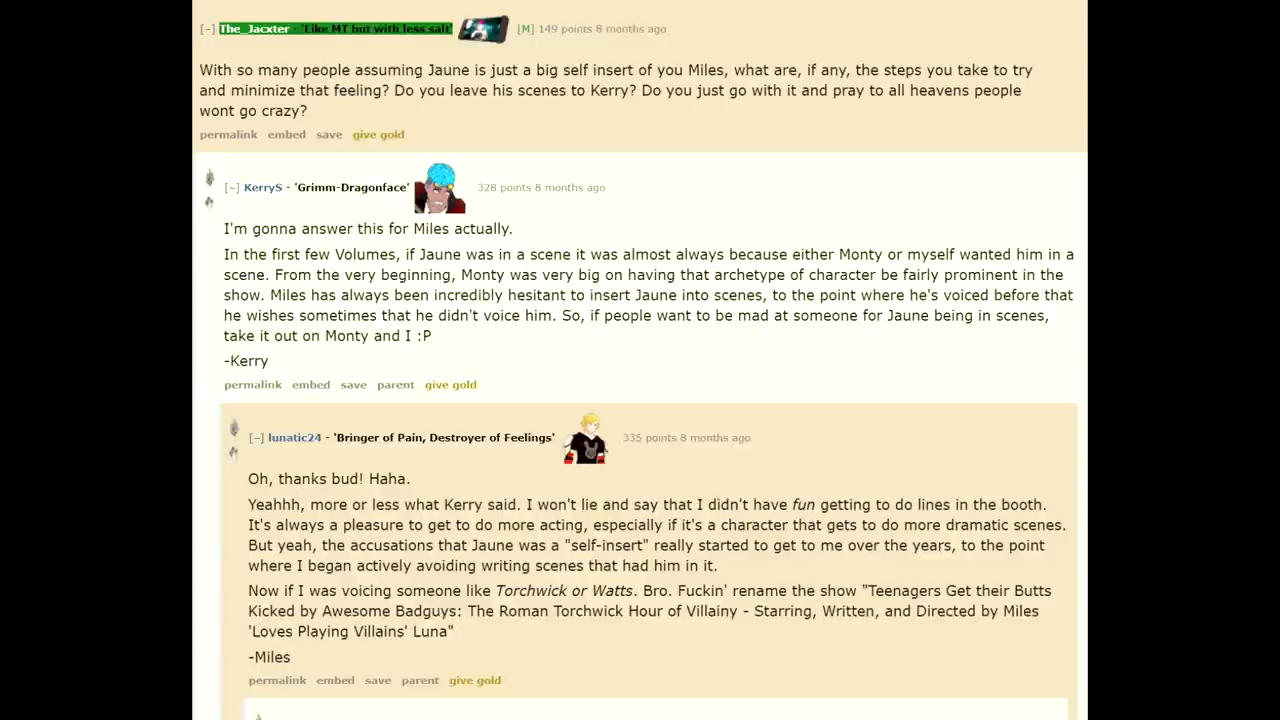 [–] The_Jacxter - 'Like MT but with less salt' [M] 149 points 8 months ago
With so many people assuming Jaune is just a big self insert of you Miles, what are, if any, the steps you take to try
and minimize that feeling? Do you leave his scenes to Kerry? Do you just go with it and pray to all heavens people
wont go crazy?
permalink embed save give gold
[–] KerryS - 'Grimm-Dragonface' 328 points 8 months ago
I'm gonna answer this for Miles actually.
In the first few Volumes, if Jaune was in a scene it was almost always because either Monty or myself wanted him in a
scene. From the very beginning, Monty was very big on having that archetype of character be fairly prominent in the
show. Miles has always been incredibly hesitant to insert Jaune into scenes, to the point where he's voiced before that
he wishes sometimes that he didn't voice him. So, if people want to be mad at someone for Jaune being in scenes,
take it out on Monty and I :P
-Kerry
permalink embed save parent give gold
[–] lunatic24 - 'Bringer of Pain, Destroyer of Feelings' 335 points 8 months ago
Oh, thanks bud! Haha.
Yeahhh, more or less what Kerry said. I won't lie and say that I didn't have fun getting to do lines in the booth.
It's always a pleasure to get to do more acting, especially if it's a character that gets to do more dramatic scenes.
But yeah, the accusations that Jaune was a "self-insert" really started to get to me over the years, to the point
where I began actively avoiding writing scenes that had him in it.
Now if I was voicing someone like Torchwick or Watts. Bro. Fuckin' rename the show "Teenagers Get their Butts
Kicked by Awesome Badguys: The Roman Torchwick Hour of Villainy - Starring, Written, and Directed by Miles
'Loves Playing Villains' Luna"
-Miles
permalink embed save parent give gold